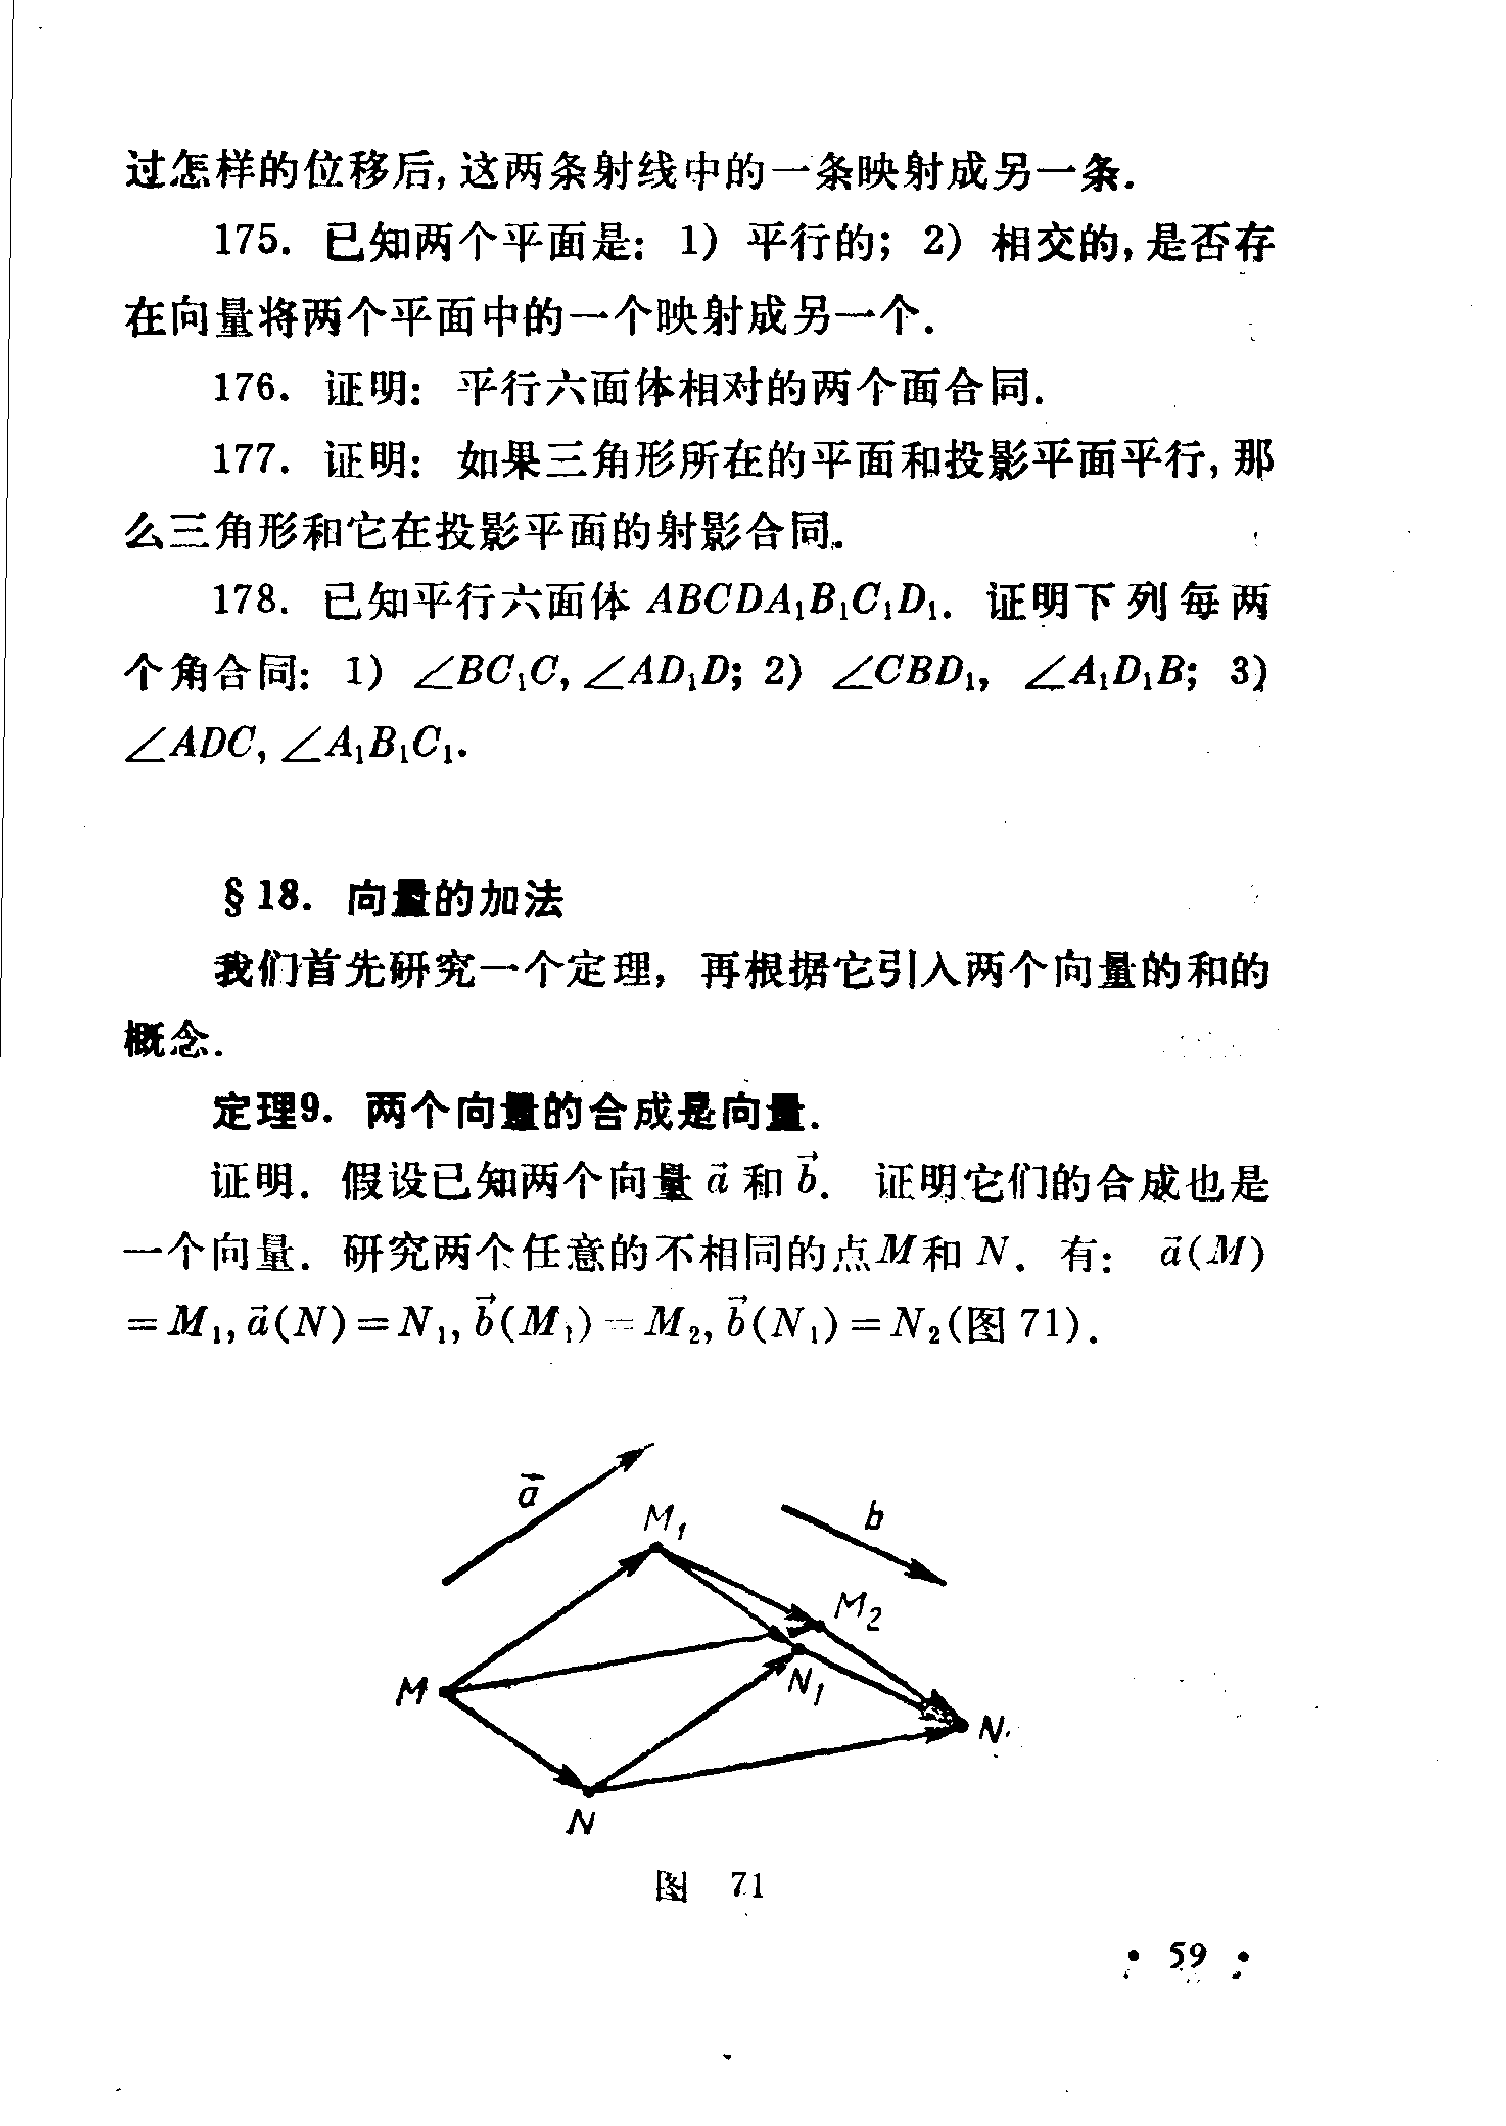 过怎样的位移后,这两条射线中的一条映射成另一条.
175. 已知两个平面是: 1) 平行的; 2) 相交的,是否存
在向量将两个平面中的一个映射成另一个.
176. 证明: 平行六面体相对的两个面合同.
177. 证明: 如果三角形所在的平面和投影平面平行,那
么三角形和它在投影平面的射影合同.
178. 已知平行六面体 ABCDA₁B₁C₁D₁. 证明下列每两
个角合同: 1) ∠BC₁C, ∠AD₁D; 2) ∠CBD₁, ∠A₁D₁B; 3)
∠ADC, ∠A₁B₁C₁.
§18. 向量的加法
我们首先研究一个定理, 再根据它引入两个向量的和的
概念.
定理9. 两个向量的合成是向量.
证明. 假设已知两个向量 a⃗ 和 b⃗. 证明它们的合成也是
一个向量. 研究两个任意的不相同的点M和 N. 有: a⃗(M)
=M₁, a⃗(N)=N₁, b⃗(M₁)=M₂, b⃗(N₁)=N₂(图 71).
a⃗
M₁
b
M₂
M
N₁
N
N
图 71
· 59 ·